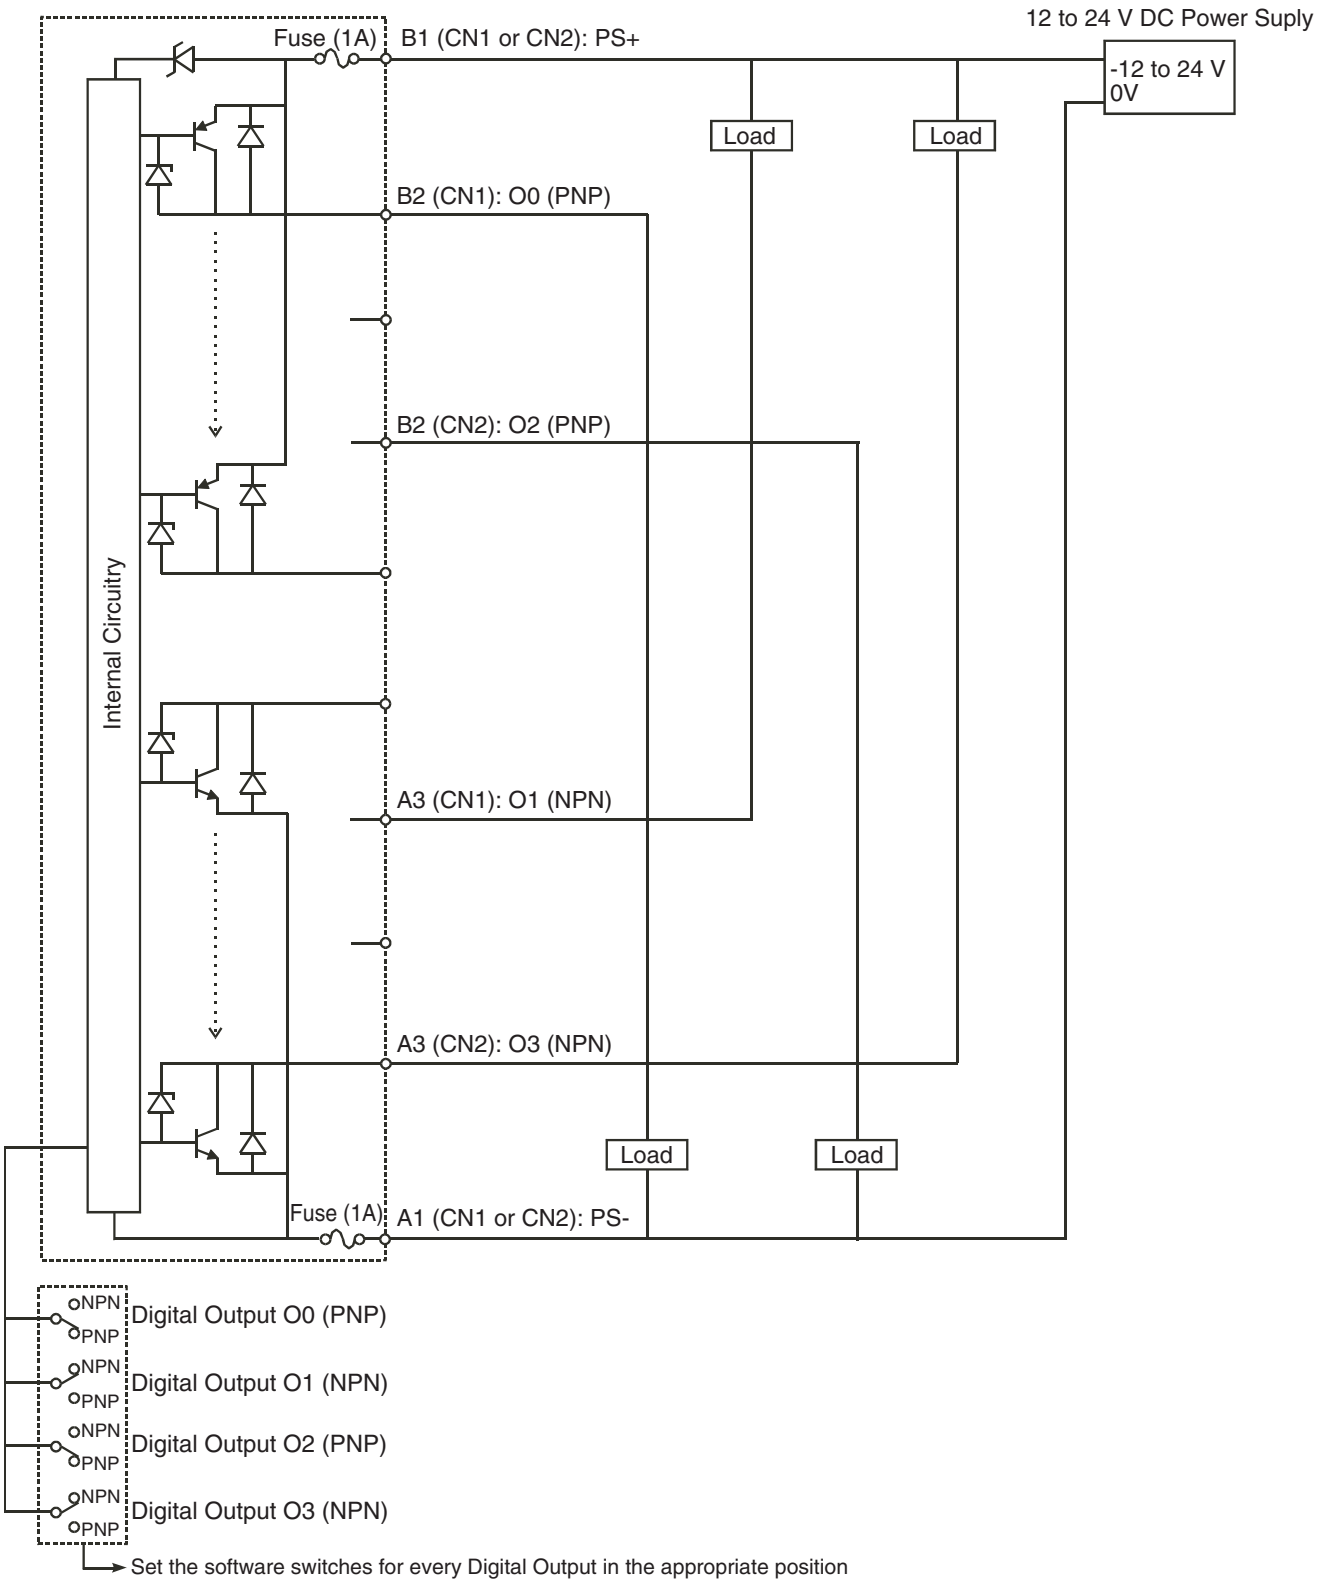 12 to 24 V DC Power Suply
Fuse (1A)
B1 (CN1 or CN2): PS+
-12 to 24 V
0V
Load
Load
B2 (CN1): O0 (PNP)
B2 (CN2): O2 (PNP)
Internal Circuitry
A3 (CN1): O1 (NPN)
A3 (CN2): O3 (NPN)
Load
Load
Fuse (1A)
A1 (CN1 or CN2): PS-
NPN
PNP
Digital Output O0 (PNP)
NPN
PNP
Digital Output O1 (NPN)
NPN
PNP
Digital Output O2 (PNP)
NPN
PNP
Digital Output O3 (NPN)
Set the software switches for every Digital Output in the appropriate position